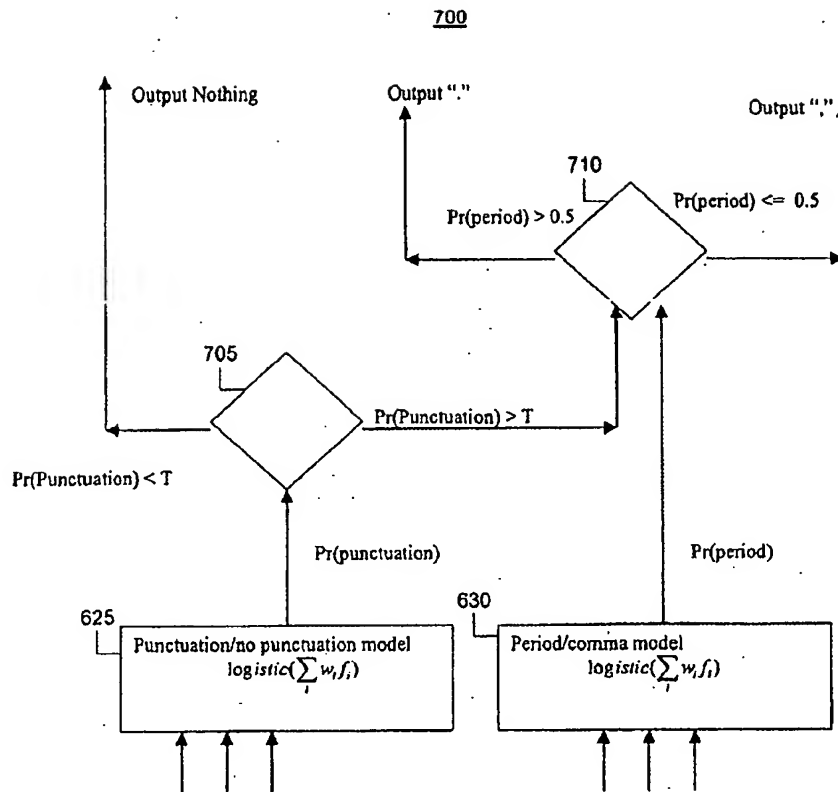 700
Output Nothing
Output “.”
Output “,”
710
Pr(period) > 0.5
Pr(period) <= 0.5
705
Pr(Punctuation) > T
Pr(Punctuation) < T
Pr(punctuation)
Pr(period)
625
Punctuation/no punctuation model
logistic(∑ wᵢfᵢ)
i
630
Period/comma model
logistic(∑ wᵢfᵢ)
i